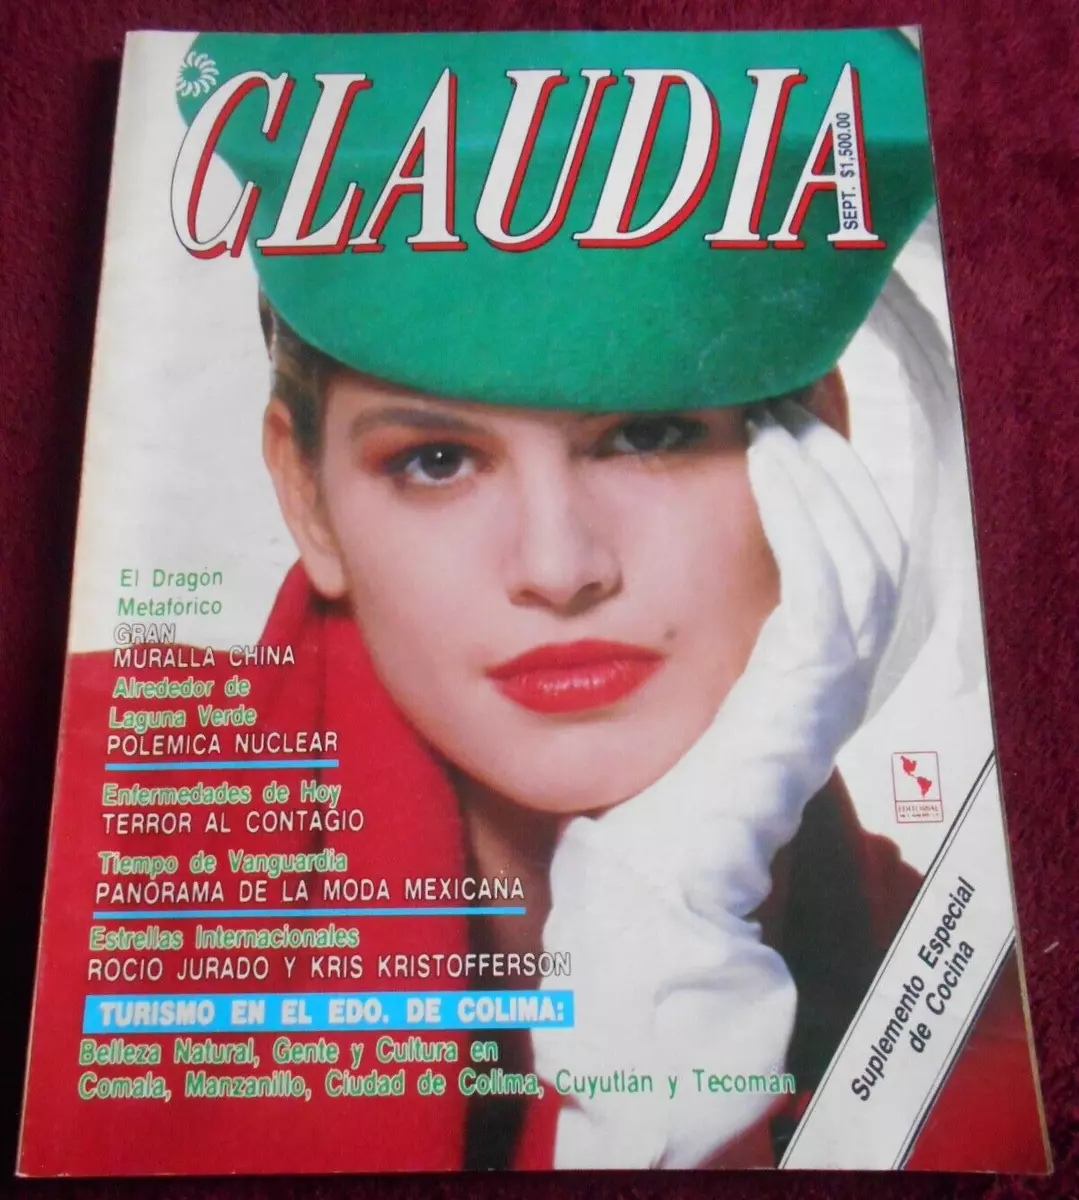 CLAUDIA
SEPT. $1,500.00
El Dragón
Metafórico
GRAN
MURALLA CHINA
Alrededor de
Laguna Verde
POLEMICA NUCLEAR
Enfermedades de Hoy
TERROR AL CONTAGIO
Tiempo de Vanguardia
PANORAMA DE LA MODA MEXICANA
Estrellas Internacionales
ROCIO JURADO Y KRIS KRISTOFFERSON
TURISMO EN EL EDO. DE COLIMA:
Belleza Natural, Gente y Cultura en
Comala, Manzanillo, Ciudad de Colima, Cuyutlán y Tecomán
EDITORIAL
Suplemento Especial
de Cocina